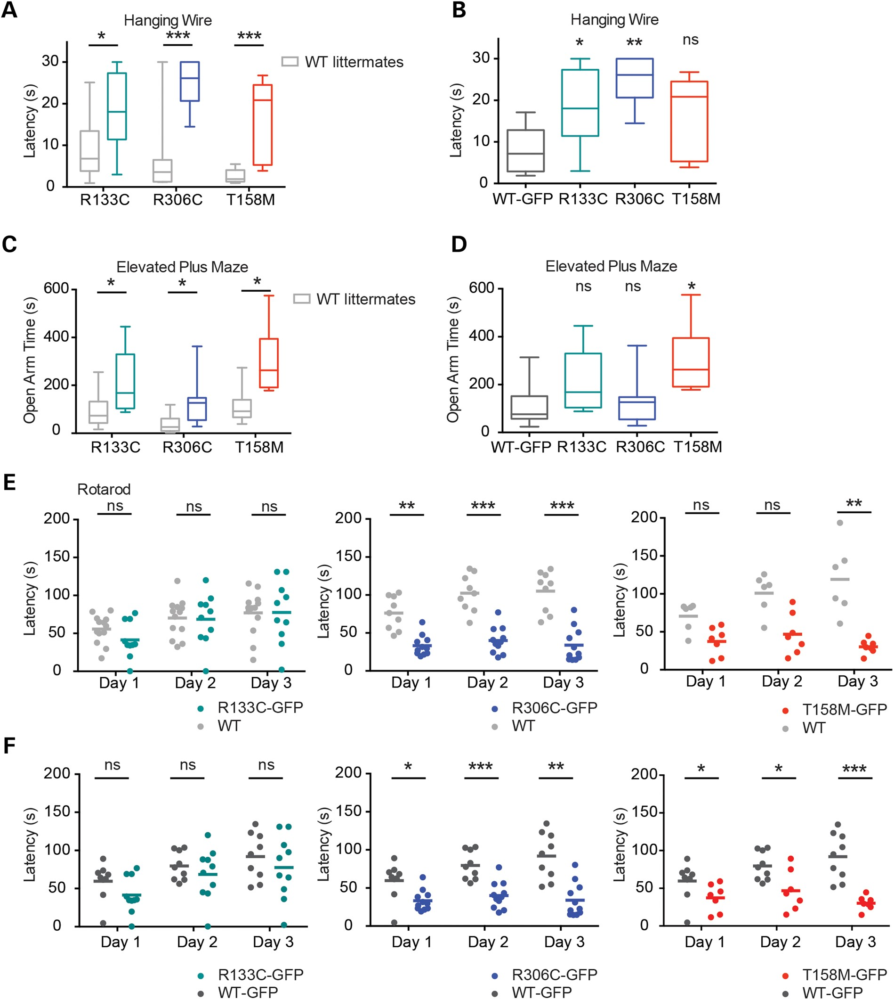 A
Hanging Wire
* *** ***
WT littermates
Latency (s)
30
20
10
0
R133C R306C T158M
B
Hanging Wire
* ** ns
Latency (s)
30
20
10
0
WT-GFP R133C R306C T158M
C
Elevated Plus Maze
* * *
WT littermates
Open Arm Time (s)
600
400
200
0
R133C R306C T158M
D
Elevated Plus Maze
ns ns *
Open Arm Time (s)
600
400
200
0
WT-GFP R133C R306C T158M
E
Rotarod
ns ns ns
Latency (s)
200
150
100
50
0
Day 1 Day 2 Day 3
R133C-GFP
WT
** *** ***
Latency (s)
200
150
100
50
0
Day 1 Day 2 Day 3
R306C-GFP
WT
ns ns **
Latency (s)
200
150
100
50
0
Day 1 Day 2 Day 3
T158M-GFP
WT
F
ns ns ns
Latency (s)
200
150
100
50
0
Day 1 Day 2 Day 3
R133C-GFP
WT-GFP
* *** **
Latency (s)
200
150
100
50
0
Day 1 Day 2 Day 3
R306C-GFP
WT-GFP
* * ***
Latency (s)
200
150
100
50
0
Day 1 Day 2 Day 3
T158M-GFP
WT-GFP